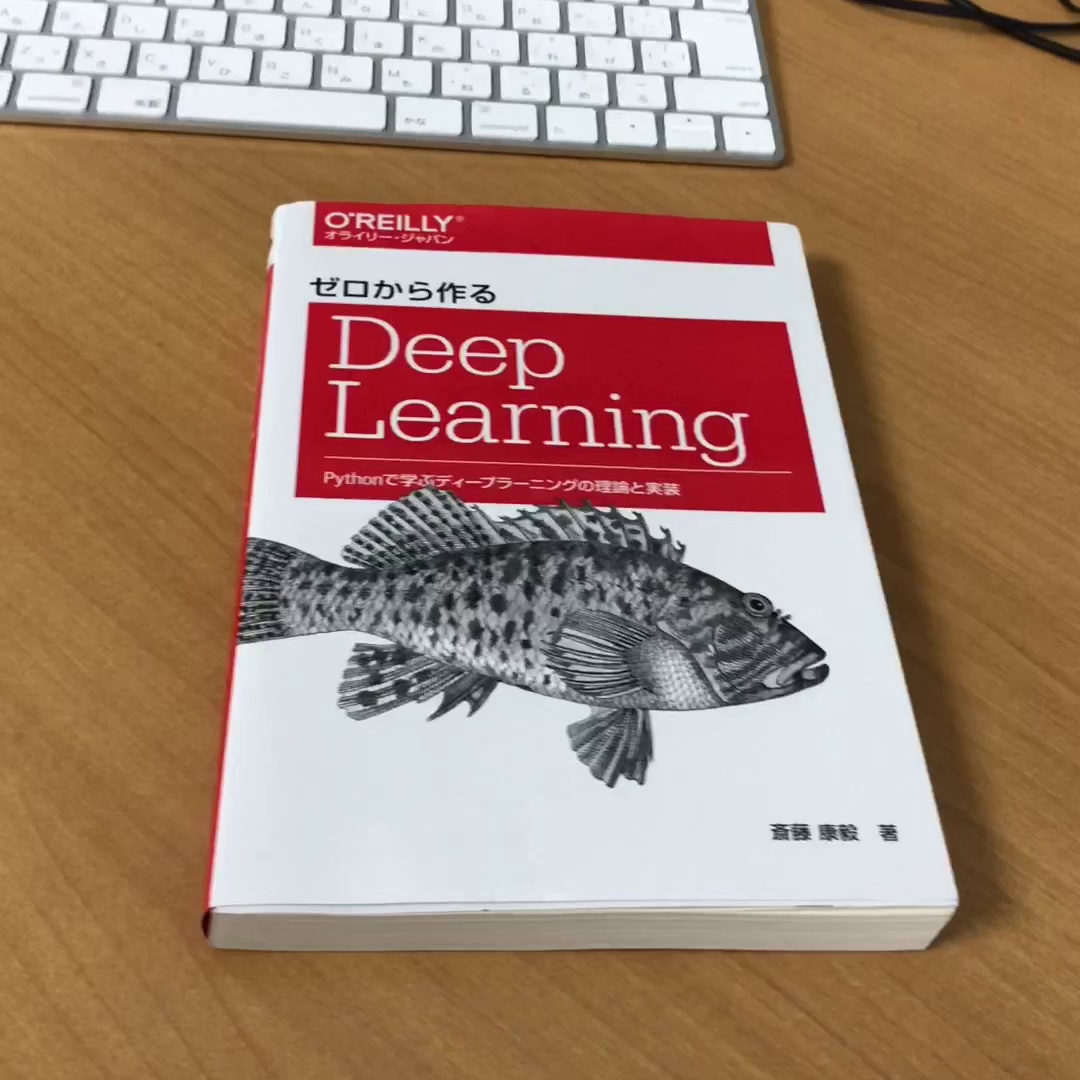 O'REILLY®
オライリー・ジャパン
ゼロから作る
Deep
Learning
Pythonで学ぶディープラーニングの理論と実装
斎藤 康毅 著
かな